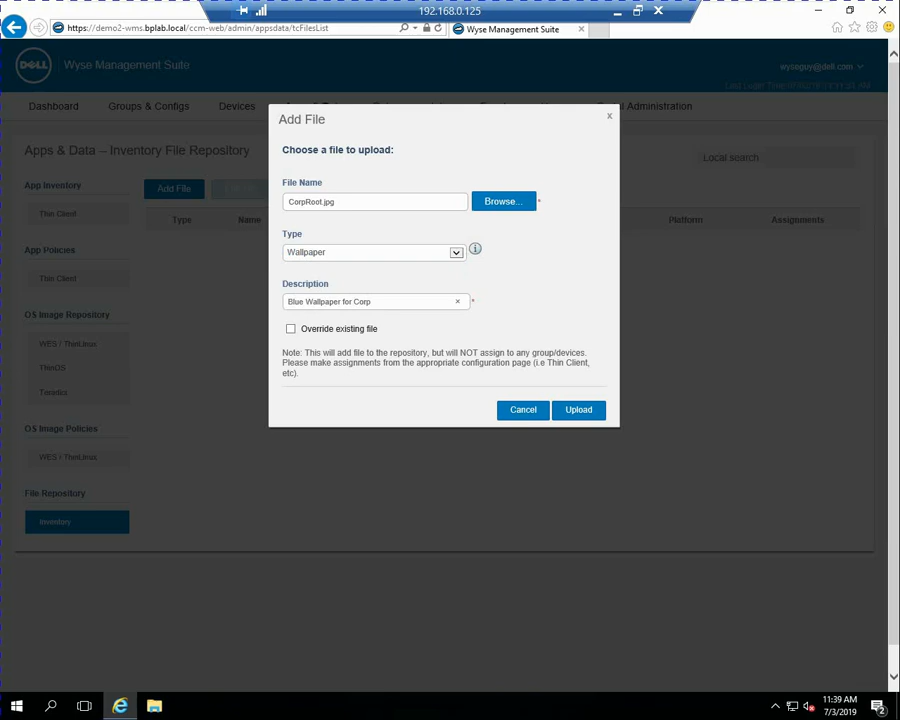 192.168.0.125
https://demo2-wms.bplab.local/ccm-web/admin/appsdata/tcFilesList
Wyse Management Suite
DELL
Wyse Management Suite
wyseguy@dell.com
Dashboard
Groups & Configs
Devices
Administration
Apps & Data – Inventory File Repository
Local search
App Inventory
Thin Client
App Policies
Thin Client
OS Image Repository
WES / ThinLinux
ThinOS
Teradici
OS Image Policies
WES / ThinLinux
File Repository
Inventory
Add File
Type
Name
Platform
Assignments
Add File
x
Choose a file to upload:
File Name
CorpRoot.jpg
Browse...
*
Type
Wallpaper
i
Description
Blue Wallpaper for Corp
×
*
Override existing file
Note: This will add file to the repository, but will NOT assign to any group/devices.
Please make assignments from the appropriate configuration page (i.e Thin Client,
etc).
Cancel
Upload
11:39 AM
7/3/2019
2